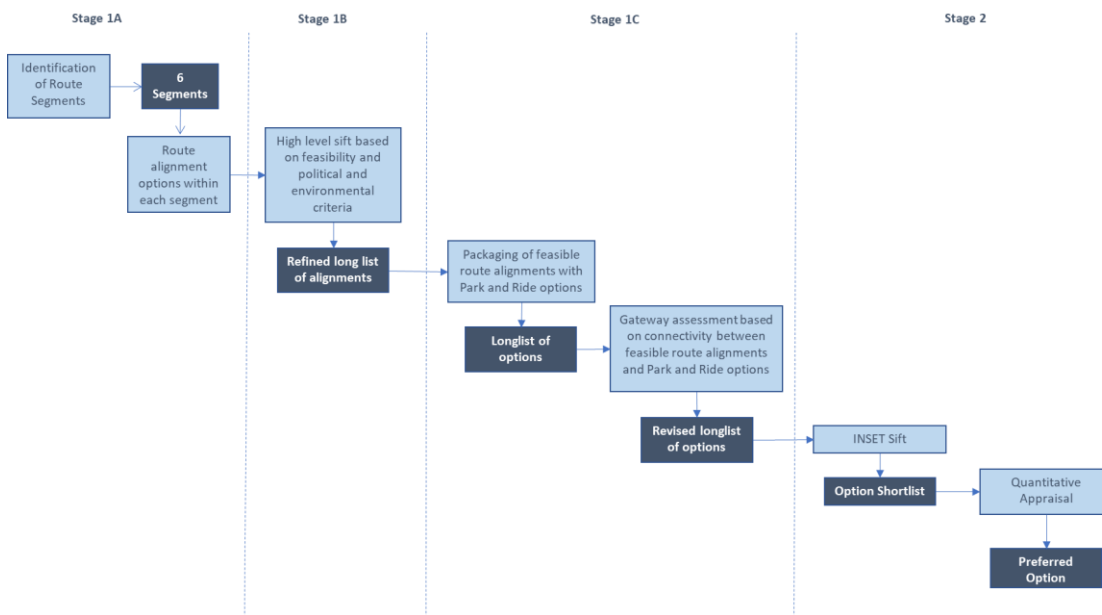 Stage 1A
Stage 1B
Stage 1C
Stage 2
Identification
of Route
Segments
6
Segments
Route
alignment
options within
each segment
High level sift
based on
feasibility and
political and
environmental
criteria
Refined long list
of alignments
Packaging of feasible
route alignments with
Park and Ride options
Longlist of
options
Gateway assessment based
on connectivity between
feasible route alignments
and Park and Ride options
Revised longlist
of options
INSET Sift
Option Shortlist
Quantitative
Appraisal
Preferred
Option